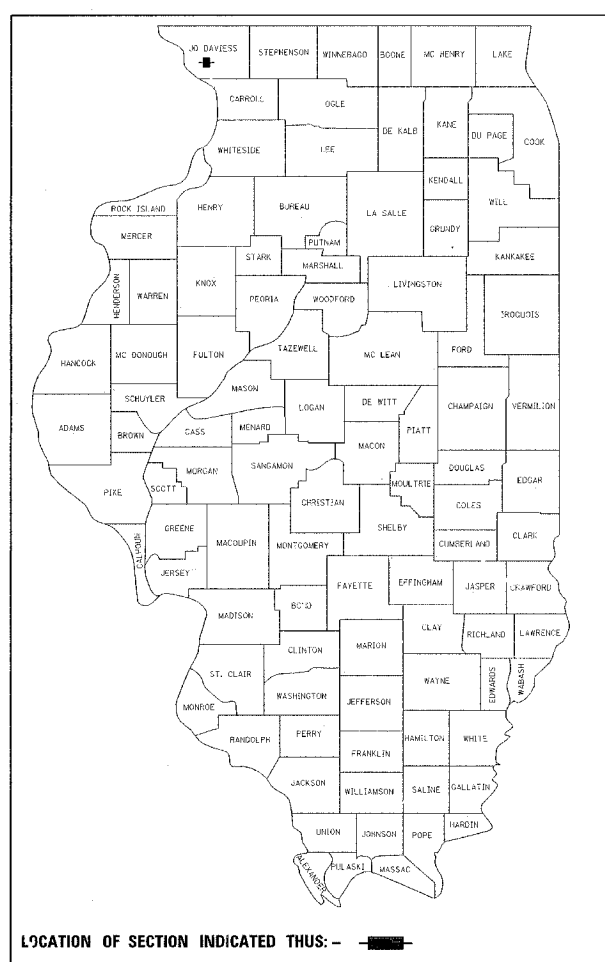 JO DAVIESS STEPHENSON WINNEBAGO BOONE MC HENRY LAKE
CARROLL OGLE DE KALB KANE DU PAGE COOK
WHITESIDE LEE
KENDALL
ROCK ISLAND HENRY BUREAU LA SALLE GRUNDY WILL
MERCER PUTNAM
STARK MARSHALL KANKAKEE
HENDERSON WARREN KNOX PEORIA WOODFORD LIVINGSTON IROQUOIS
HANCOCK MC DONOUGH FULTON TAZEWELL MC LEAN FORD
SCHUYLER MASON
ADAMS BROWN CASS MENARD LOGAN DE WITT PIATT CHAMPAIGN VERMILION
MACON
PIKE SCOTT MORGAN SANGAMON CHRISTIAN MOULTRIE DOUGLAS EDGAR
COLES
CALHOUN GREENE MACOUPIN MONTGOMERY SHELBY CUMBERLAND CLARK
JERSEY
MADISON BOND FAYETTE EFFINGHAM JASPER CRAWFORD
CLINTON MARION CLAY RICHLAND LAWRENCE
ST. CLAIR WASHINGTON JEFFERSON WAYNE EDWARDS WABASH
MONROE
RANDOLPH PERRY FRANKLIN HAMILTON WHITE
JACKSON WILLIAMSON SALINE GALLATIN
UNION JOHNSON POPE HARDIN
ALEXANDER PULASKI MASSAC
LOCATION OF SECTION INDICATED THUS: -